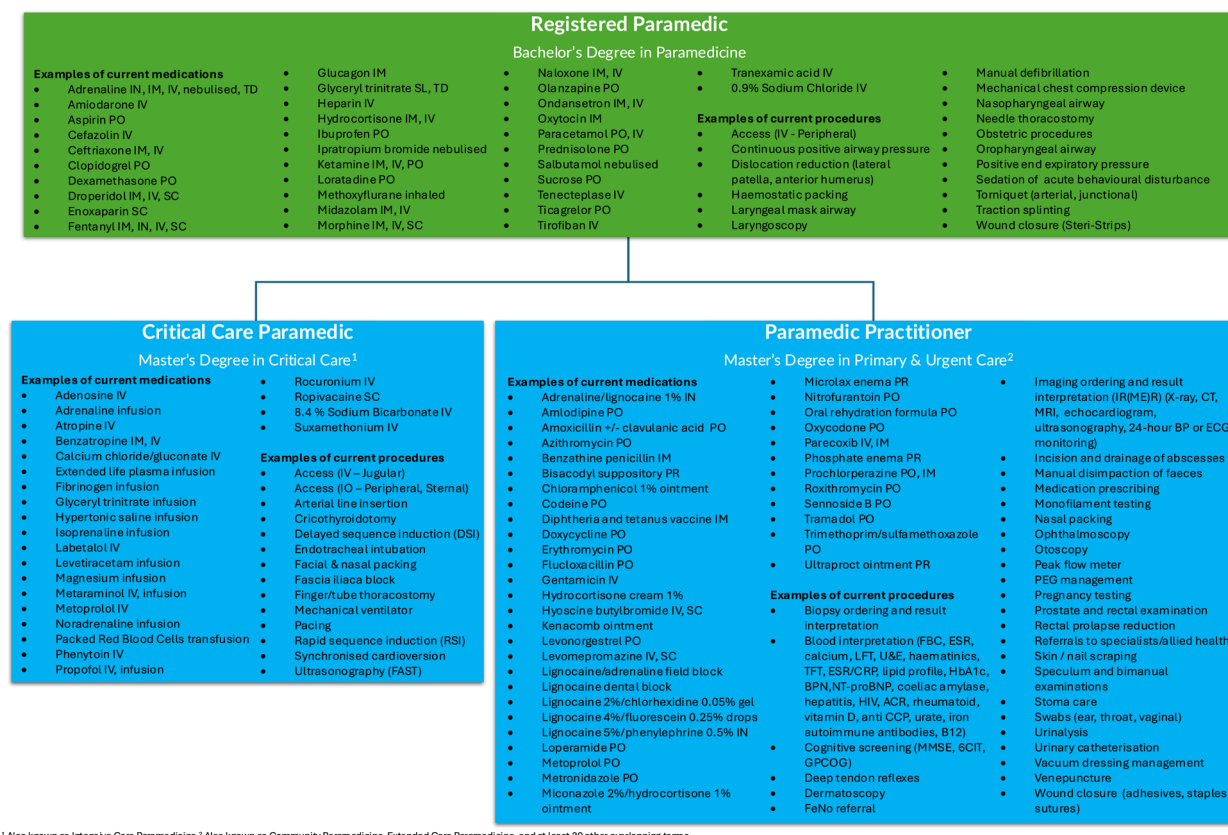 Registered Paramedic
Bachelor's Degree in Paramedicine
Examples of current medications
• Adrenaline IN, IM, IV, nebulised, TD
• Amiodarone IV
• Aspirin PO
• Cefazolin IV
• Ceftriaxone IM, IV
• Clopidogrel PO
• Dexamethasone PO
• Droperidol IM, IV, SC
• Enoxaparin SC
• Fentanyl IM, IN, IV, SC
• Glucagon IM
• Glyceryl trinitrate SL, TD
• Heparin IV
• Hydrocortisone IM, IV
• Ibuprofen PO
• Ipratropium bromide nebulised
• Ketamine IM, IV, PO
• Loratadine PO
• Methoxyflurane inhaled
• Midazolam IM, IV
• Morphine IM, IV, SC
• Naloxone IM, IV
• Olanzapine PO
• Ondansetron IM, IV
• Oxytocin IM
• Paracetamol PO, IV
• Prednisolone PO
• Salbutamol nebulised
• Sucrose PO
• Tenecteplase IV
• Ticagrelor PO
• Tirofiban IV
• Tranexamic acid IV
• 0.9% Sodium Chloride IV
Examples of current procedures
• Access (IV - Peripheral)
• Continuous positive airway pressure
• Dislocation reduction (lateral
patella, anterior humerus)
• Haemostatic packing
• Laryngeal mask airway
• Laryngoscopy
• Manual defibrillation
• Mechanical chest compression device
• Nasopharyngeal airway
• Needle thoracostomy
• Obstetric procedures
• Oropharyngeal airway
• Positive end expiratory pressure
• Sedation of acute behavioural disturbance
• Torniquet (arterial, junctional)
• Traction splinting
• Wound closure (Steri-Strips)
Critical Care Paramedic
Master's Degree in Critical Care¹
Examples of current medications
• Adenosine IV
• Adrenaline infusion
• Atropine IV
• Benzatropine IM, IV
• Calcium chloride/gluconate IV
• Extended life plasma infusion
• Fibrinogen infusion
• Glyceryl trinitrate infusion
• Hypertonic saline infusion
• Isoprenaline infusion
• Labetalol IV
• Levetiracetam infusion
• Magnesium infusion
• Metaraminol IV, infusion
• Metoprolol IV
• Noradrenaline infusion
• Packed Red Blood Cells transfusion
• Phenytoin IV
• Propofol IV, infusion
• Rocuronium IV
• Ropivacaine SC
• 8.4 % Sodium Bicarbonate IV
• Suxamethonium IV
Examples of current procedures
• Access (IV – Jugular)
• Access (IO – Peripheral, Sternal)
• Arterial line insertion
• Cricothyroidotomy
• Delayed sequence induction (DSI)
• Endotracheal intubation
• Facial & nasal packing
• Fascia iliaca block
• Finger/tube thoracostomy
• Mechanical ventilator
• Pacing
• Rapid sequence induction (RSI)
• Synchronised cardioversion
• Ultrasonography (FAST)
Paramedic Practitioner
Master's Degree in Primary & Urgent Care²
Examples of current medications
• Adrenaline/lignocaine 1% IN
• Amlodipine PO
• Amoxicillin +/- clavulanic acid PO
• Azithromycin PO
• Benzathine penicillin IM
• Bisacodyl suppository PR
• Chloramphenicol 1% ointment
• Codeine PO
• Diphtheria and tetanus vaccine IM
• Doxycycline PO
• Erythromycin PO
• Flucloxacillin PO
• Gentamicin IV
• Hydrocortisone cream 1%
• Hyoscine butylbromide IV, SC
• Kenacomb ointment
• Levonorgestrel PO
• Levomepromazine IV, SC
• Lignocaine/adrenaline field block
• Lignocaine dental block
• Lignocaine 2%/chlorhexidine 0.05% gel
• Lignocaine 4%/fluorescein 0.25% drops
• Lignocaine 5%/phenylephrine 0.5% IN
• Loperamide PO
• Metoprolol PO
• Metronidazole PO
• Miconazole 2%/hydrocortisone 1%
ointment
• Microlax enema PR
• Nitrofurantoin PO
• Oral rehydration formula PO
• Oxycodone PO
• Parecoxib IV, IM
• Phosphate enema PR
• Prochlorperazine PO, IM
• Roxithromycin PO
• Sennoside B PO
• Tramadol PO
• Trimethoprim/sulfamethoxazole
PO
• Ultraproct ointment PR
Examples of current procedures
• Biopsy ordering and result
interpretation
• Blood interpretation (FBC, ESR,
calcium, LFT, U&E, haematinics,
TFT, ESR/CRP, lipid profile, HbA1c,
BPN,NT-proBNP, coeliac amylase,
hepatitis, HIV, ACR, rheumatoid,
vitamin D, anti CCP, urate, iron
autoimmune antibodies, B12)
• Cognitive screening (MMSE, 6CIT,
GPCOG)
• Deep tendon reflexes
• Dermatoscopy
• FeNo referral
• Imaging ordering and result
interpretation (IR(ME)R) (X-ray, CT,
MRI, echocardiogram,
ultrasonography, 24-hour BP or ECG
monitoring)
• Incision and drainage of abscesses
• Manual disimpaction of faeces
• Medication prescribing
• Monofilament testing
• Nasal packing
• Ophthalmoscopy
• Otoscopy
• Peak flow meter
• PEG management
• Pregnancy testing
• Prostate and rectal examination
• Rectal prolapse reduction
• Referrals to specialists/allied health
• Skin / nail scraping
• Speculum and bimanual
examinations
• Stoma care
• Swabs (ear, throat, vaginal)
• Urinalysis
• Urinary catheterisation
• Vacuum dressing management
• Venepuncture
• Wound closure (adhesives, staples
sutures)